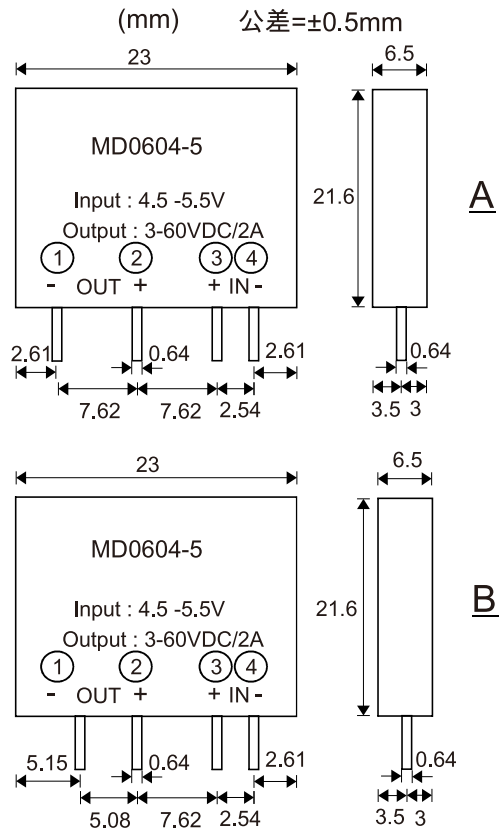 (mm) 公差=±0.5mm
23
6.5
MD0604-5
Input : 4.5 -5.5V
Output : 3-60VDC/2A
1 2 3 4
- OUT + + IN -
21.6
A
2.61 0.64 2.61
7.62 7.62 2.54
0.64
3.5 3
23
6.5
MD0604-5
Input : 4.5 -5.5V
Output : 3-60VDC/2A
1 2 3 4
- OUT + + IN -
21.6
B
5.15 0.64 2.61
5.08 7.62 2.54
0.64
3.5 3